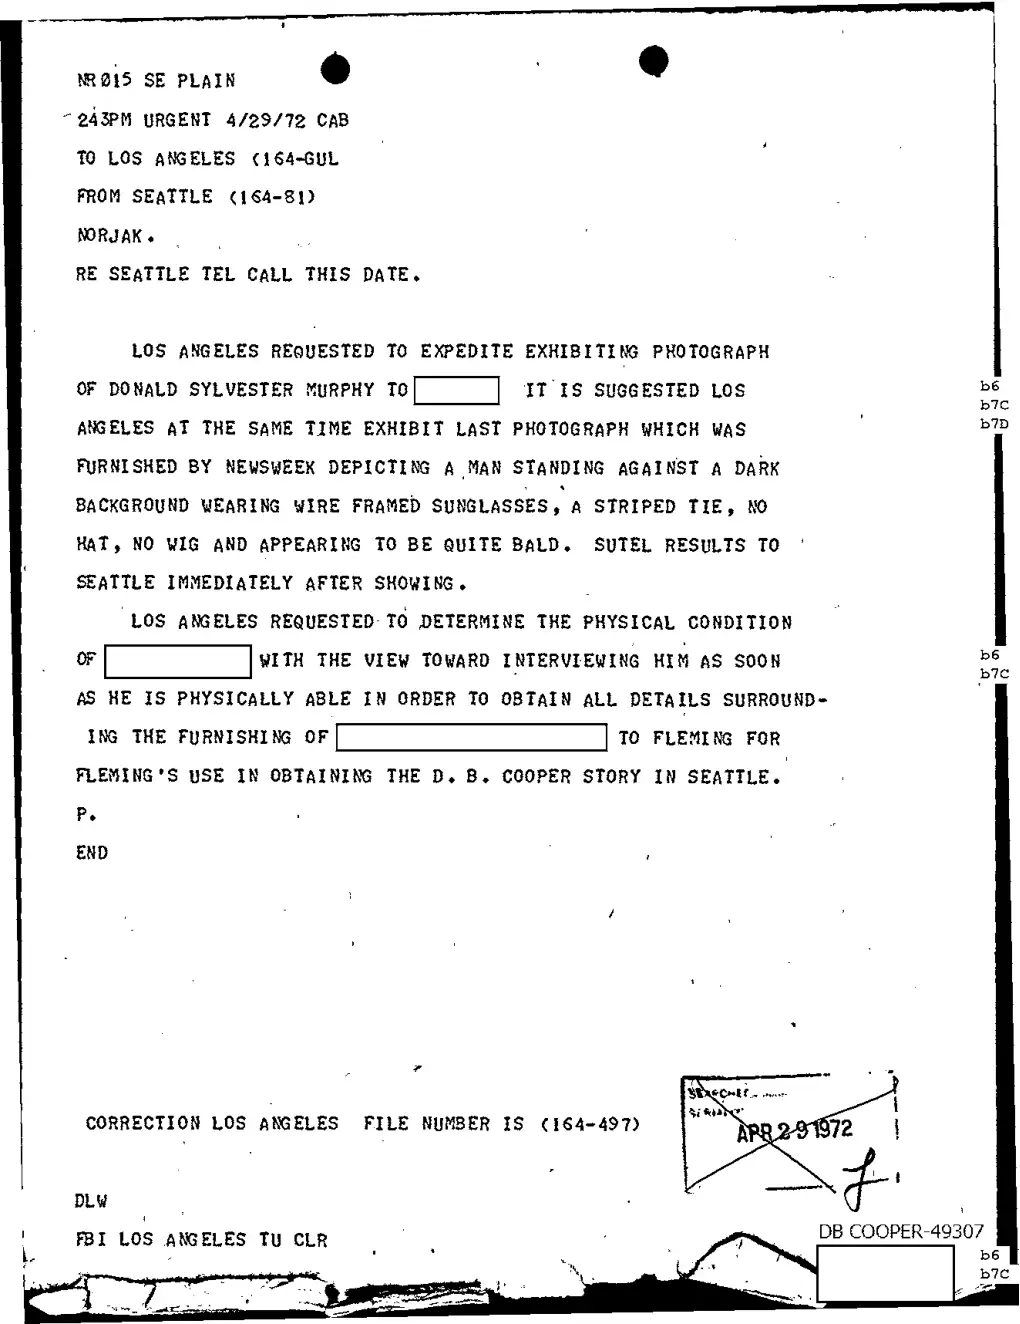 NR015 SE PLAIN
243PM URGENT 4/29/72 CAB
TO LOS ANGELES (164-GUL
FROM SEATTLE (164-81)
NORJAK.
RE SEATTLE TEL CALL THIS DATE.
LOS ANGELES REQUESTED TO EXPEDITE EXHIBITING PHOTOGRAPH
OF DONALD SYLVESTER MURPHY TO IT IS SUGGESTED LOS
b6
b7C
b7D
ANGELES AT THE SAME TIME EXHIBIT LAST PHOTOGRAPH WHICH WAS
FURNISHED BY NEWSWEEK DEPICTING A MAN STANDING AGAINST A DARK
BACKGROUND WEARING WIRE FRAMED SUNGLASSES, A STRIPED TIE, NO
HAT, NO WIG AND APPEARING TO BE QUITE BALD. SUTEL RESULTS TO
SEATTLE IMMEDIATELY AFTER SHOWING.
LOS ANGELES REQUESTED TO DETERMINE THE PHYSICAL CONDITION
OF WITH THE VIEW TOWARD INTERVIEWING HIM AS SOON
b6
b7C
AS HE IS PHYSICALLY ABLE IN ORDER TO OBTAIN ALL DETAILS SURROUND-
ING THE FURNISHING OF TO FLEMING FOR
FLEMING'S USE IN OBTAINING THE D. B. COOPER STORY IN SEATTLE.
P.
END
CORRECTION LOS ANGELES FILE NUMBER IS (164-497)
APR 29 1972
DLW
FBI LOS ANGELES TU CLR
DB COOPER-49307
b6
b7C